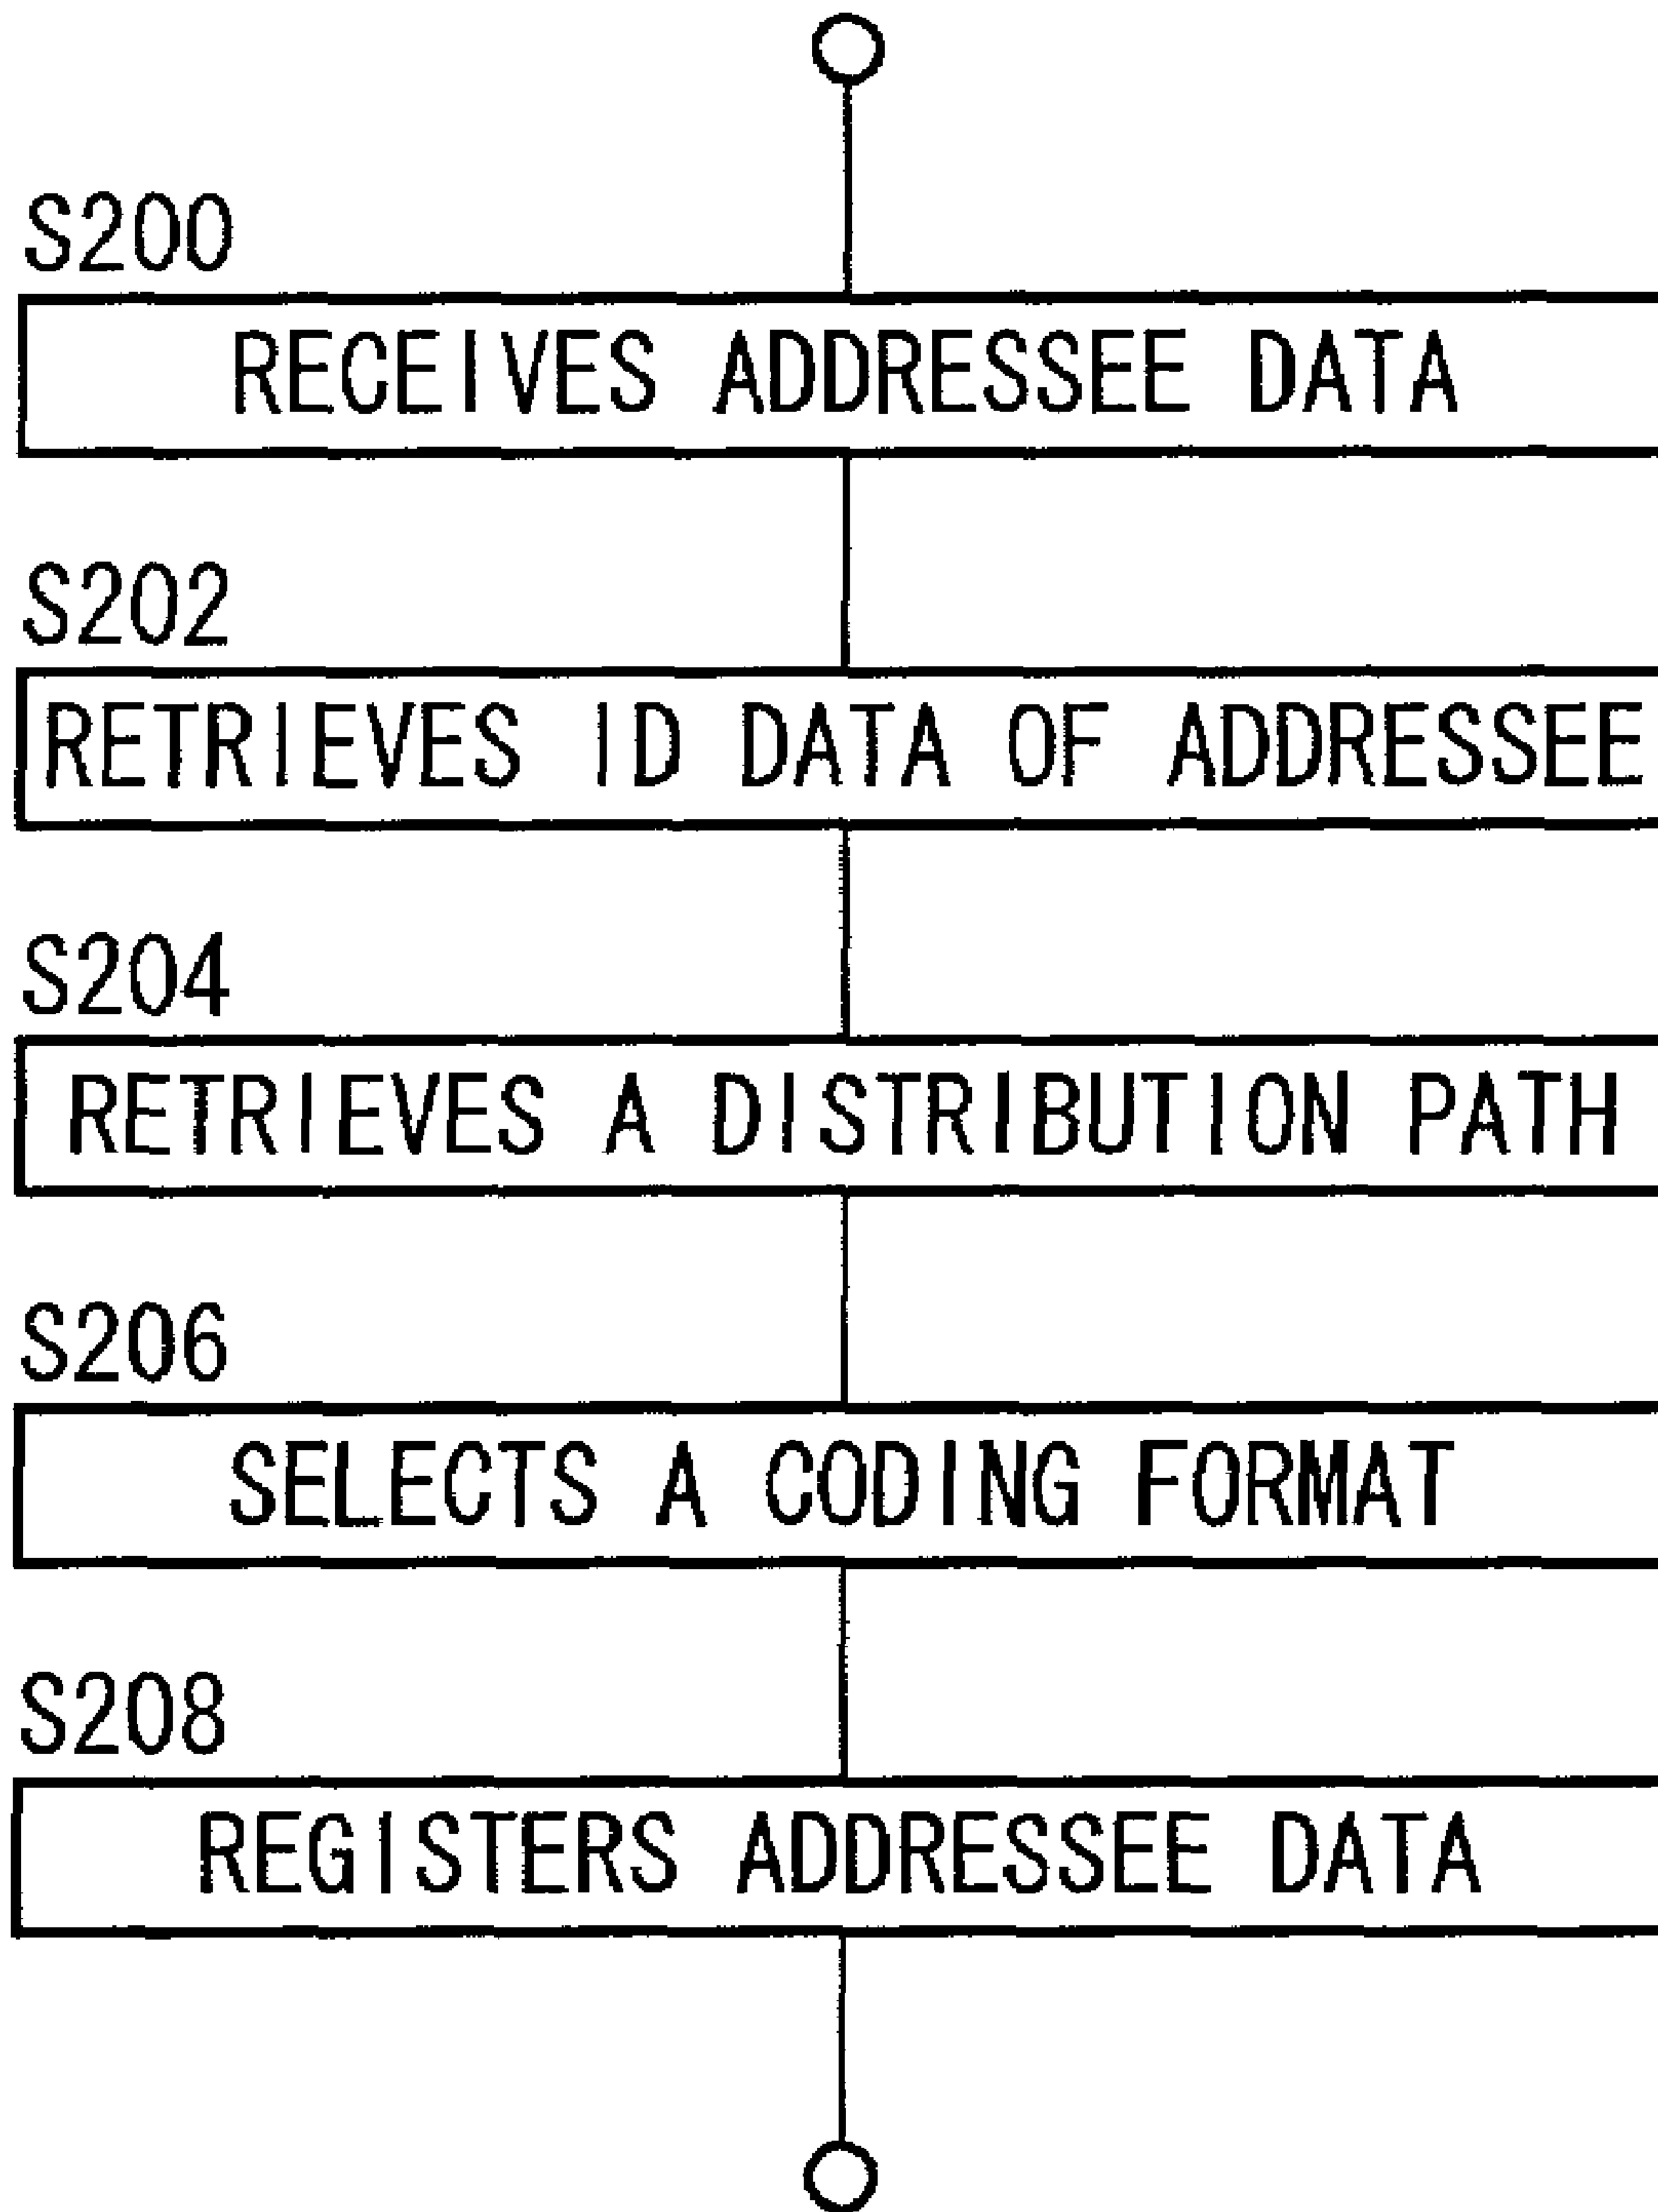 S200
RECEIVES ADDRESSEE DATA
S202
RETRIEVES ID DATA OF ADDRESSEE
S204
RETRIEVES A DISTRIBUTION PATH
S206
SELECTS A CODING FORMAT
S208
REGISTERS ADDRESSEE DATA